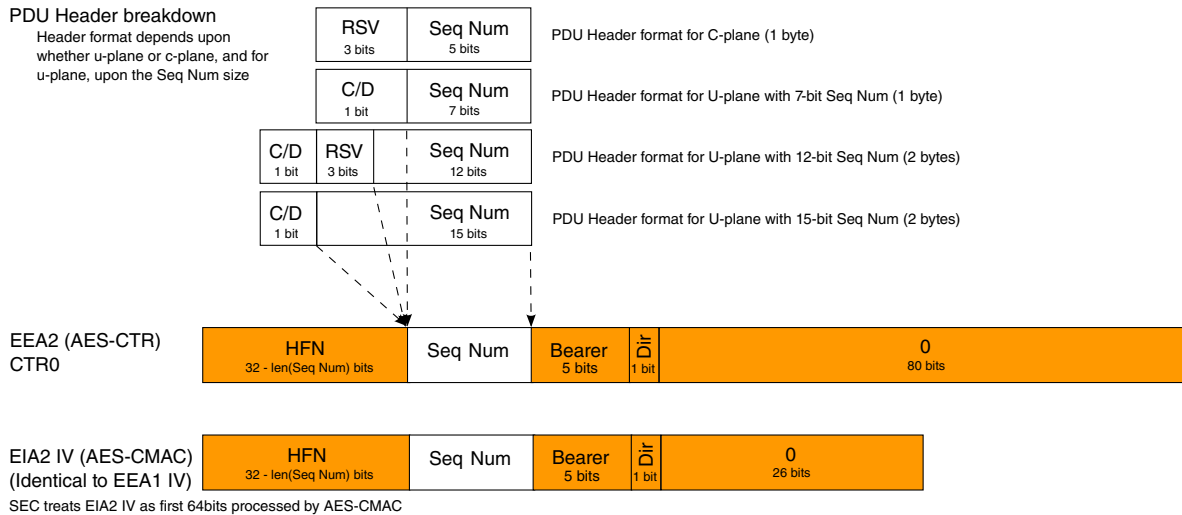 PDU Header breakdown
Header format depends upon
whether u-plane or c-plane, and for
u-plane, upon the Seq Num size
RSV
3 bits
Seq Num
5 bits
PDU Header format for C-plane (1 byte)
C/D
1 bit
Seq Num
7 bits
PDU Header format for U-plane with 7-bit Seq Num (1 byte)
C/D
1 bit
RSV
3 bits
Seq Num
12 bits
PDU Header format for U-plane with 12-bit Seq Num (2 bytes)
C/D
1 bit
Seq Num
15 bits
PDU Header format for U-plane with 15-bit Seq Num (2 bytes)
EEA2 (AES-CTR)
CTR0
HFN
32 - len(Seq Num) bits
Seq Num
Bearer
5 bits
Dir
1 bit
0
80 bits
EIA2 IV (AES-CMAC)
(Identical to EEA1 IV)
HFN
32 - len(Seq Num) bits
Seq Num
Bearer
5 bits
Dir
1 bit
0
26 bits
SEC treats EIA2 IV as first 64bits processed by AES-CMAC